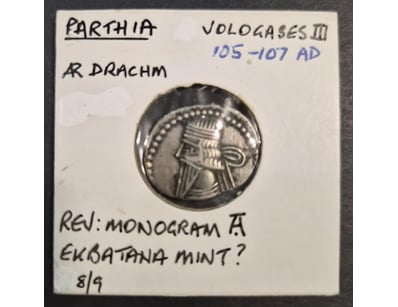 PARTHIA VOLOGASES III
105-107 AD
AR DRACHM
REV: MONOGRAM
EKBATANA MINT?
8/9